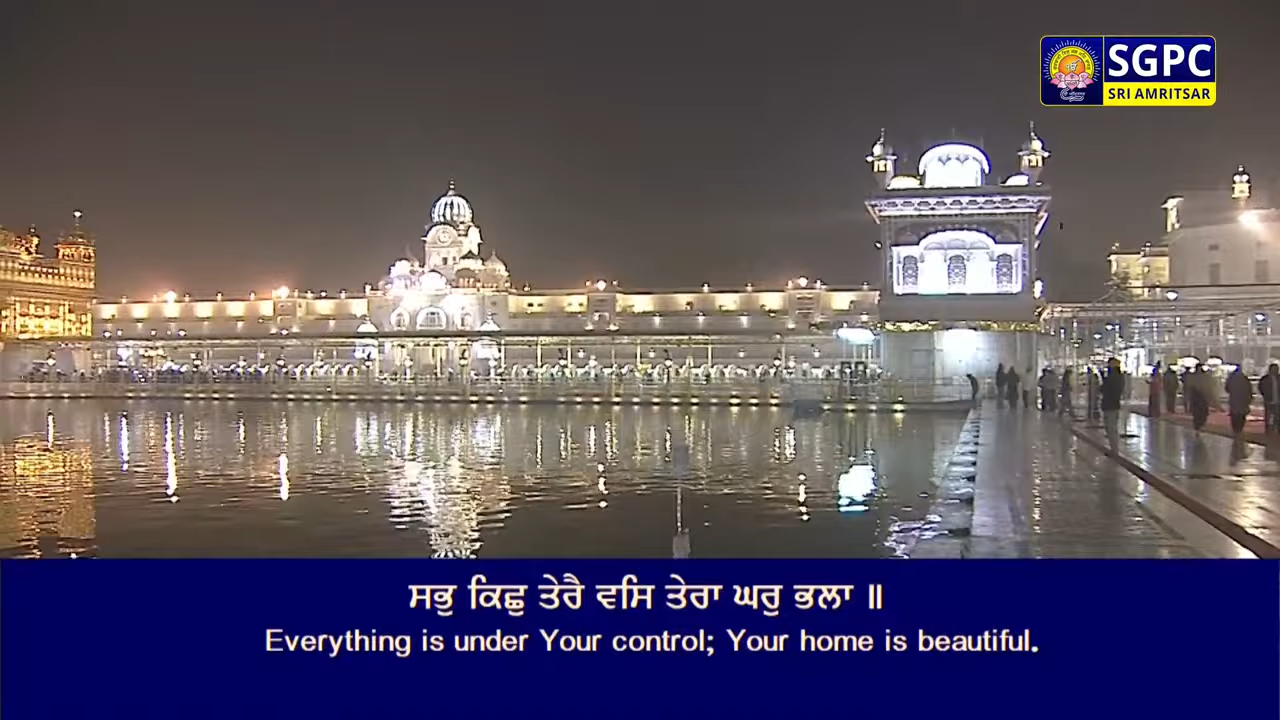 SGPC
SRI AMRITSAR
ਸਭੁ ਕਿਛੁ ਤੇਰੈ ਵਸਿ ਤੇਰਾ ਘਰੁ ਭਲਾ ॥
Everything is under Your control; Your home is beautiful.